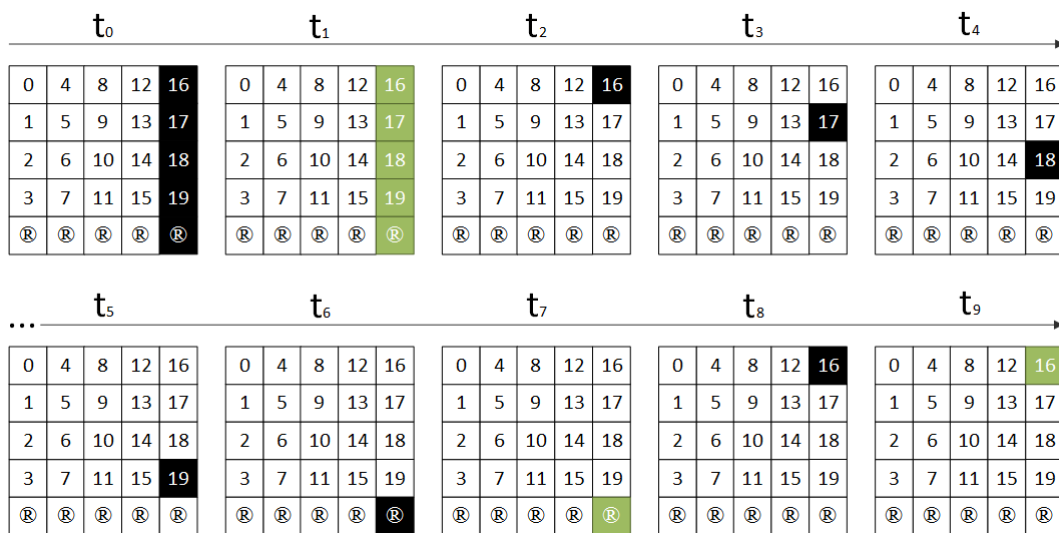 t0 t1 t2 t3 t4
0 4 8 12 16 0 4 8 12 16 0 4 8 12 16 0 4 8 12 16 0 4 8 12 16
1 5 9 13 17 1 5 9 13 17 1 5 9 13 17 1 5 9 13 17 1 5 9 13 17
2 6 10 14 18 2 6 10 14 18 2 6 10 14 18 2 6 10 14 18 2 6 10 14 18
3 7 11 15 19 3 7 11 15 19 3 7 11 15 19 3 7 11 15 19 3 7 11 15 19
® ® ® ® ® ® ® ® ® ® ® ® ® ® ® ® ® ® ® ® ® ® ® ® ®
... t5 t6 t7 t8 t9
0 4 8 12 16 0 4 8 12 16 0 4 8 12 16 0 4 8 12 16 0 4 8 12 16
1 5 9 13 17 1 5 9 13 17 1 5 9 13 17 1 5 9 13 17 1 5 9 13 17
2 6 10 14 18 2 6 10 14 18 2 6 10 14 18 2 6 10 14 18 2 6 10 14 18
3 7 11 15 19 3 7 11 15 19 3 7 11 15 19 3 7 11 15 19 3 7 11 15 19
® ® ® ® ® ® ® ® ® ® ® ® ® ® ® ® ® ® ® ® ® ® ® ® ®